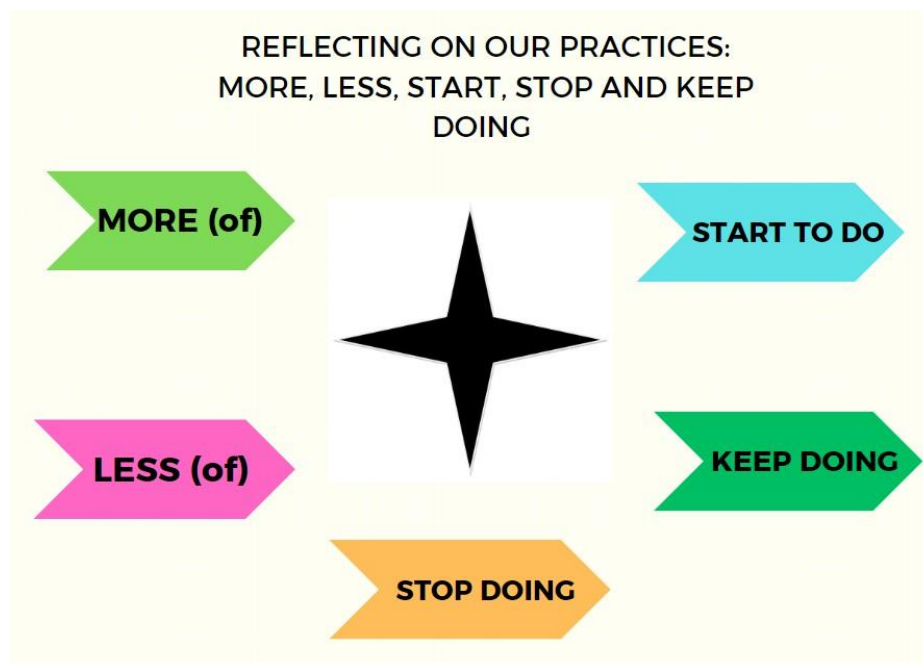 REFLECTING ON OUR PRACTICES:
MORE, LESS, START, STOP AND KEEP
DOING
MORE (of)
START TO DO
LESS (of)
KEEP DOING
STOP DOING